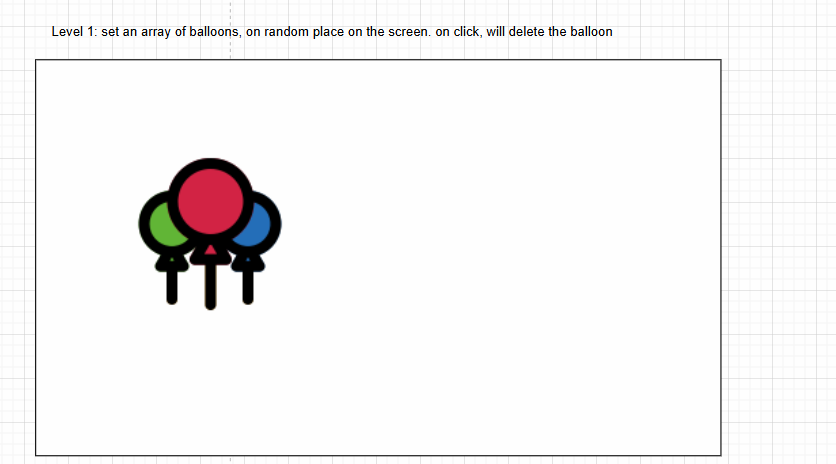 Level 1: set an array of balloons, on random place on the screen. on click, will delete the balloon